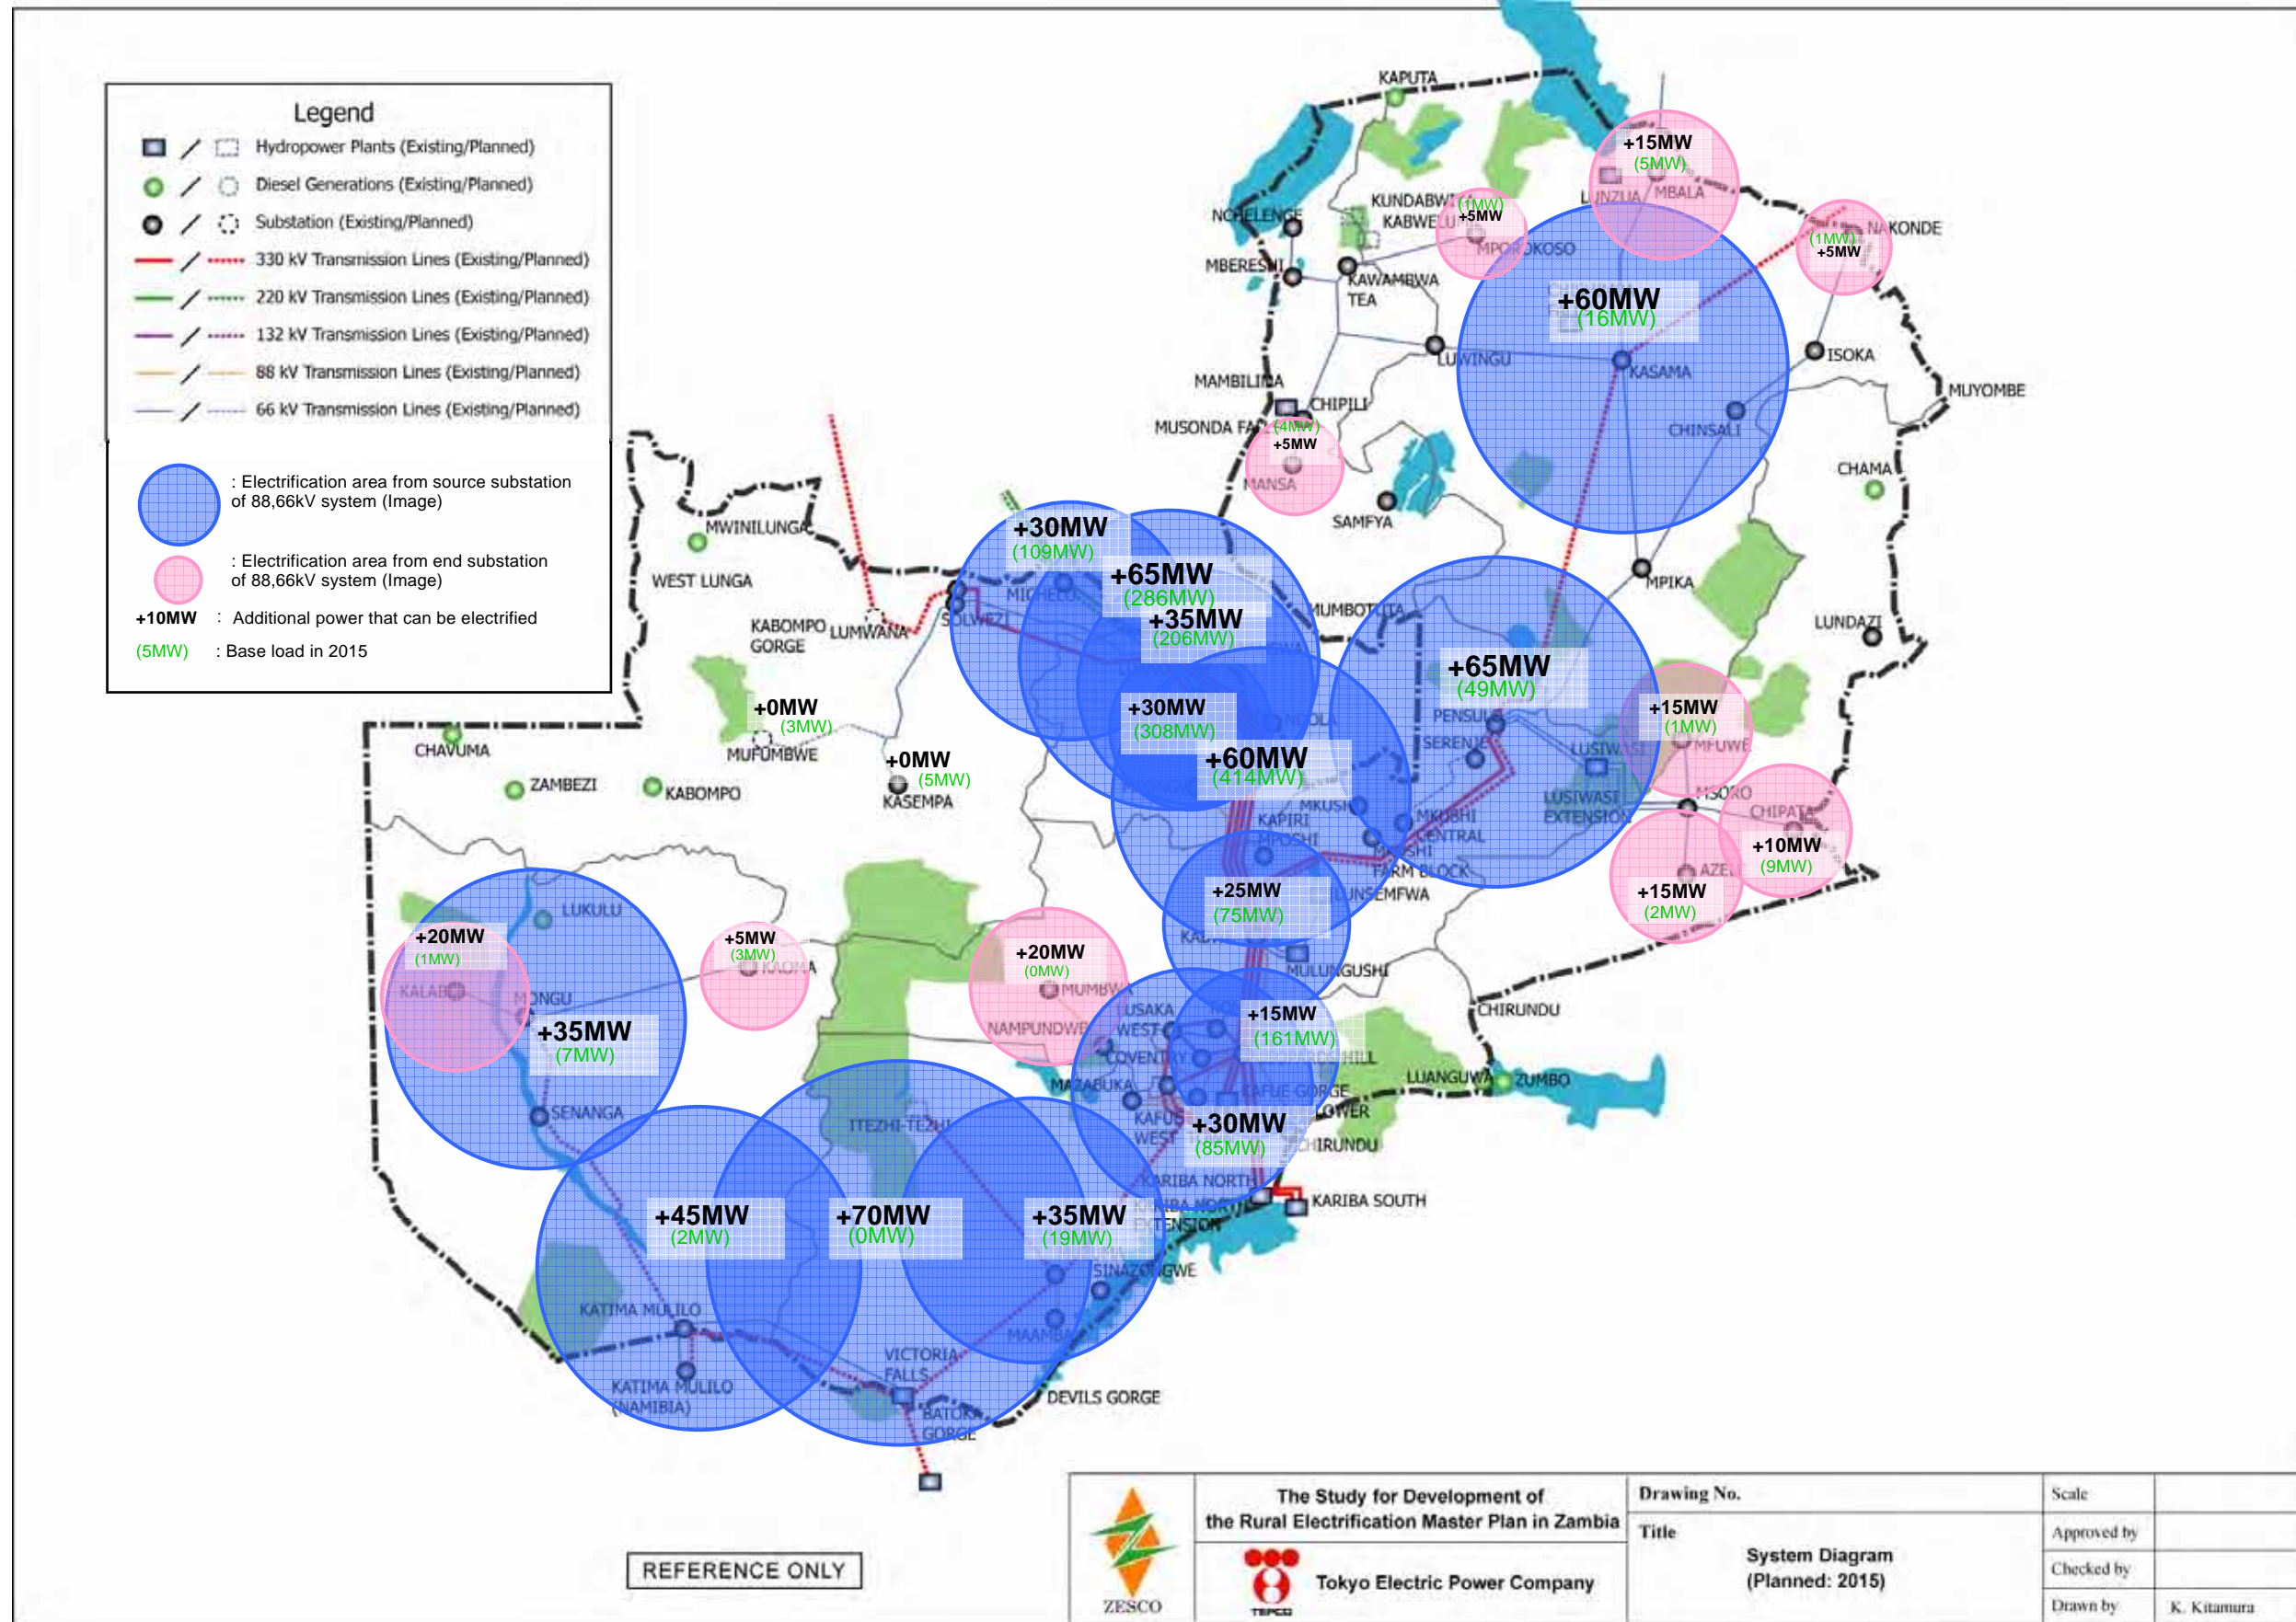 Legend
Hydropower Plants (Existing/Planned)
Diesel Generations (Existing/Planned)
Substation (Existing/Planned)
330 kV Transmission Lines (Existing/Planned)
220 kV Transmission Lines (Existing/Planned)
132 kV Transmission Lines (Existing/Planned)
88 kV Transmission Lines (Existing/Planned)
66 kV Transmission Lines (Existing/Planned)
: Electrification area from source substation
of 88,66kV system (Image)
: Electrification area from end substation
of 88,66kV system (Image)
+10MW : Additional power that can be electrified
(5MW) : Base load in 2015
KAPUTA
+15MW
(5MW)
LUNZUA
MBALA
NCHELENGE
(1MW)
+5MW
MPOROKOSO
NAKONDE
(1MW)
+5MW
MBERESHI
KAWAMBWA
TEA
+60MW
(16MW)
LUWINGU
KASAMA
ISOKA
MUYOMBE
MAMBILIMA
CHIPILI
MUSONDA
(4MW)
+5MW
MANSA
CHINSALI
CHAMA
SAMFYA
MWINILUNGA
WEST LUNGA
+30MW
(109MW)
+65MW
(286MW)
+35MW
(206MW)
MPIKA
SOLWEZI
KABOMPO
GORGE
LUMWANA
LUNDAZI
+65MW
(49MW)
+0MW
(3MW)
MUFUMBWE
+30MW
(308MW)
NDOLA
PENSULO
SERENJE
+15MW
(1MW)
MFUWE
CHAVUMA
ZAMBEZI
KABOMPO
+0MW
(5MW)
KASEMPA
+60MW
(414MW)
LUSIWASI
LUSIWASI
EXTENSION
MSORO
CHIPATA
+10MW
(9MW)
MKUSHI
KAPIRI
MPOSHI
MKUSHI
CENTRAL
FARM BLOCK
+15MW
(2MW)
+25MW
(75MW)
LUNSEMFWA
LUKULU
+20MW
(1MW)
KALABO
MONGU
+35MW
(7MW)
+5MW
(3MW)
KAOMA
+20MW
(0MW)
MUMBWA
MULUNGUSHI
NAMPUNDWE
LUSAKA
WEST
+15MW
(161MW)
COVENTRY
CHIRUNDU
LUANGUWA
ZUMBO
MAZABUKA
KAFUE GORGE
LOWER
KAFUE
WEST
+30MW
(85MW)
CHIRUNDU
SENANGA
ITEZHI-TEZHI
KARIBA NORTH
KARIBA NORTH
EXTENSION
KARIBA SOUTH
+45MW
(2MW)
+70MW
(0MW)
+35MW
(19MW)
SINAZONGWE
KATIMA MULILO
MAAMBA
KATIMA MULILO
(NAMIBIA)
VICTORIA
FALLS
BATOKA
GORGE
DEVILS GORGE
REFERENCE ONLY
ZESCO
The Study for Development of
the Rural Electrification Master Plan in Zambia
TEPCO
Tokyo Electric Power Company
Drawing No.
Title
System Diagram
(Planned: 2015)
Scale
Approved by
Checked by
Drawn by K. Kitamura